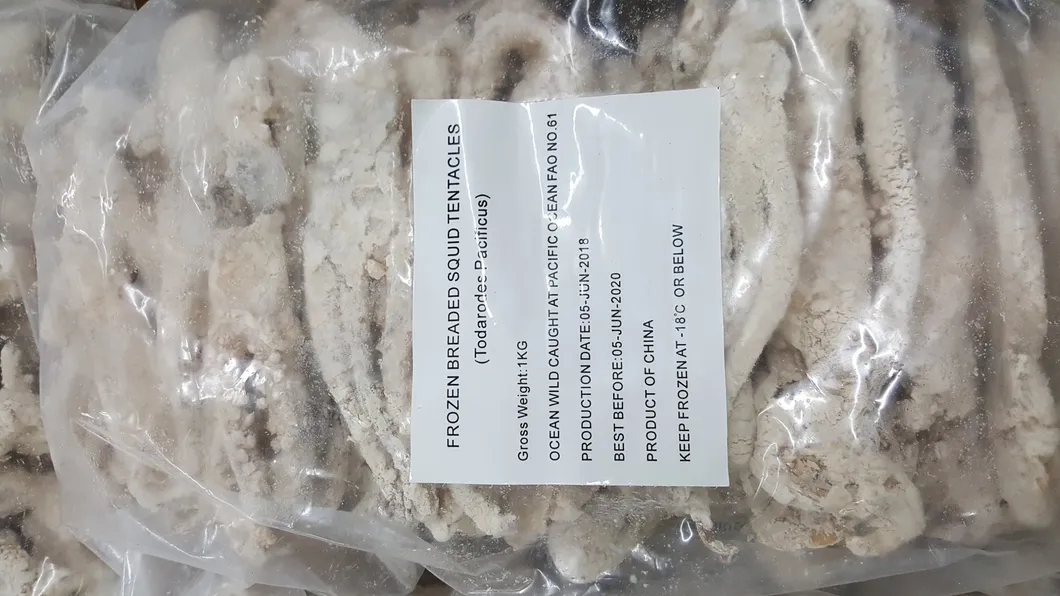 FROZEN BREADED SQUID TENTACLES
(Todarodes Pacificus)
Gross Weight:1KG
OCEAN WILD CAUGHT AT PACIFIC OCEAN FAO NO.61
PRODUCTION DATE:05-JUN-2018
BEST BEFORE:05-JUN-2020
PRODUCT OF CHINA
KEEP FROZEN AT -18℃ OR BELOW